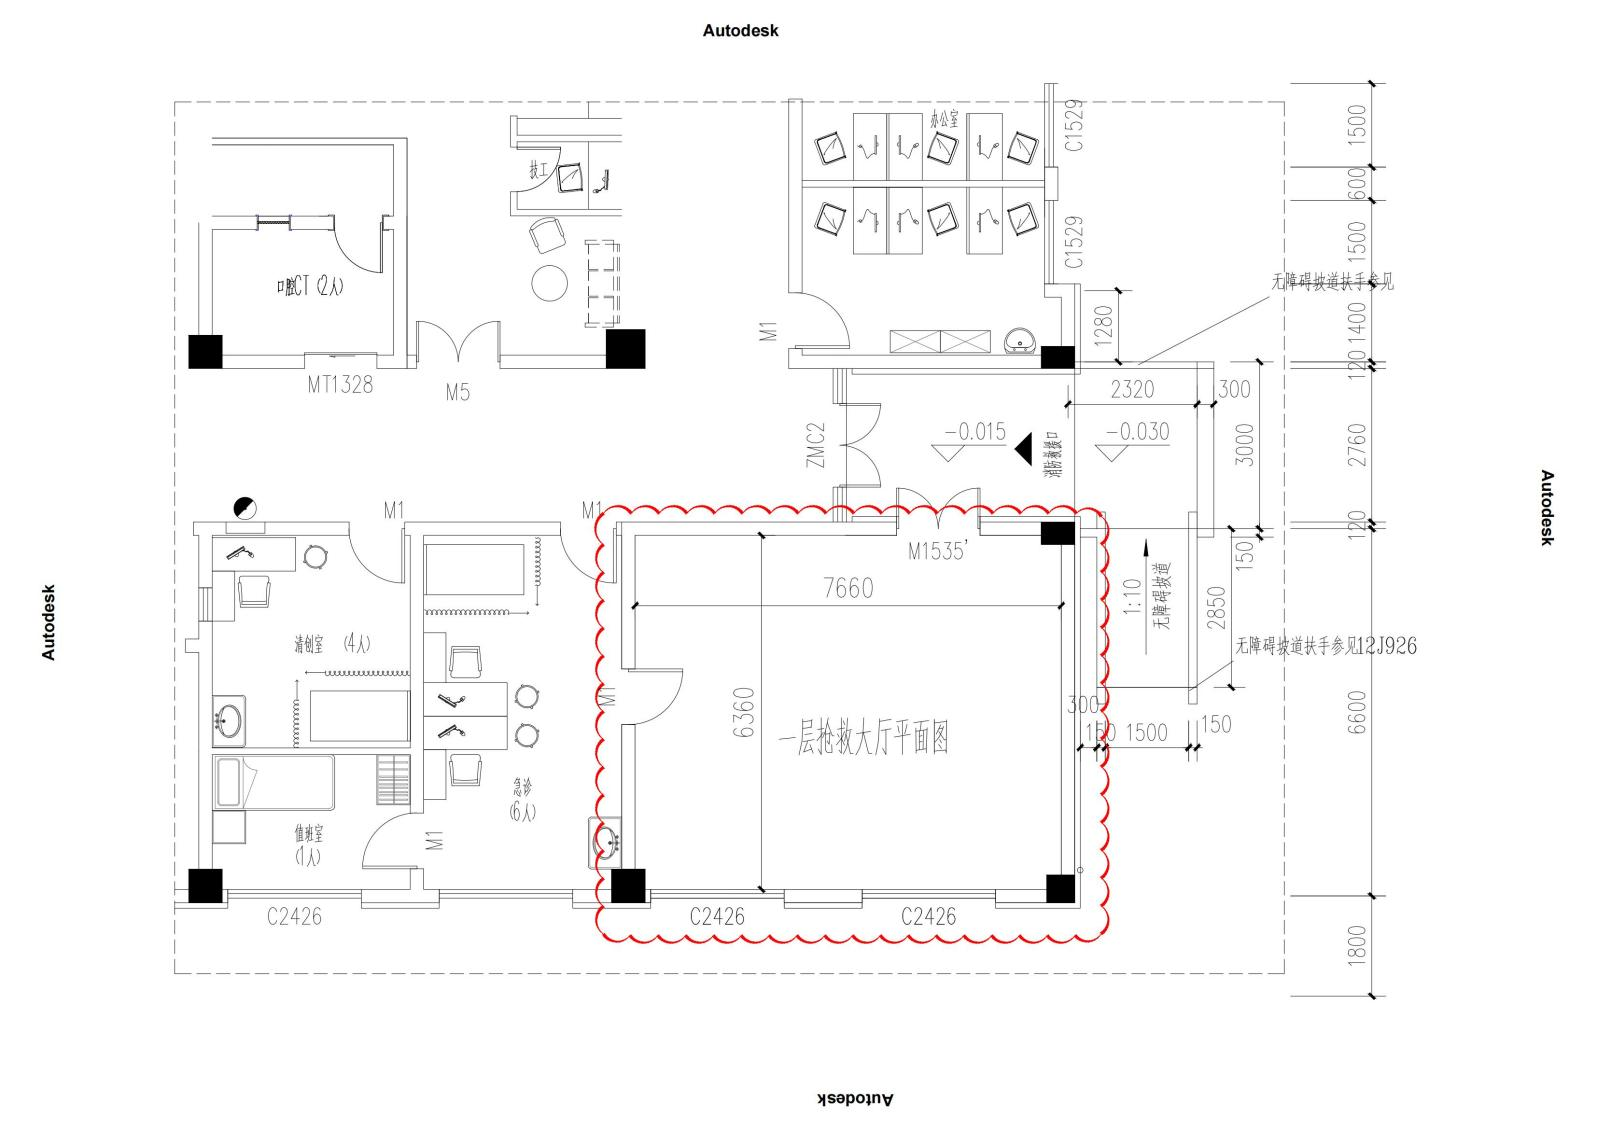 Autodesk
办公室
C1529
1500
600
技工
C1529
1500
口腔CT (2人)
无障碍坡道扶手参见
M1
1280
1400
120
MT1328
M5
2320
300
ZMC2
-0.015
消防救援口
-0.030
3000
2760
M1
M1
M1535'
120
150
7660
1:10
无障碍坡道
2850
清创室 (4人)
无障碍坡道扶手参见12J926
M1
6360
一层抢救大厅平面图
300
150
1500
150
6600
急诊
(6人)
值班室
(1人)
M1
C2426
C2426
C2426
1800
Autodesk
Autodesk
Autodesk